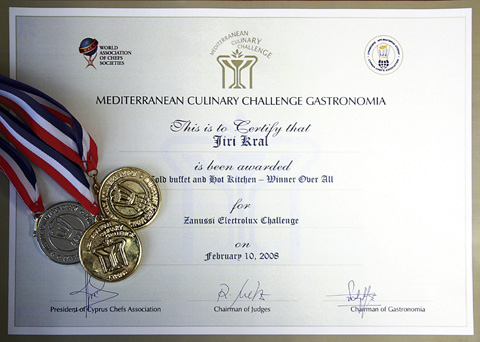 WORLD
ASSOCIATION
OF CHEFS
SOCIETIES
MEDITERRANEAN
CULINARY
CHALLENGE
MEDITERRANEAN CULINARY CHALLENGE GASTRONOMIA
This is to Certify that
Jiri Kral
is been awarded
old buffet and Hot Kitchen – Winner Over All
for
Zanussi Electrolux Challenge
on
February 10, 2008
President of Cyprus Chefs Association
Chairman of Judges
Chairman of Gastronomia